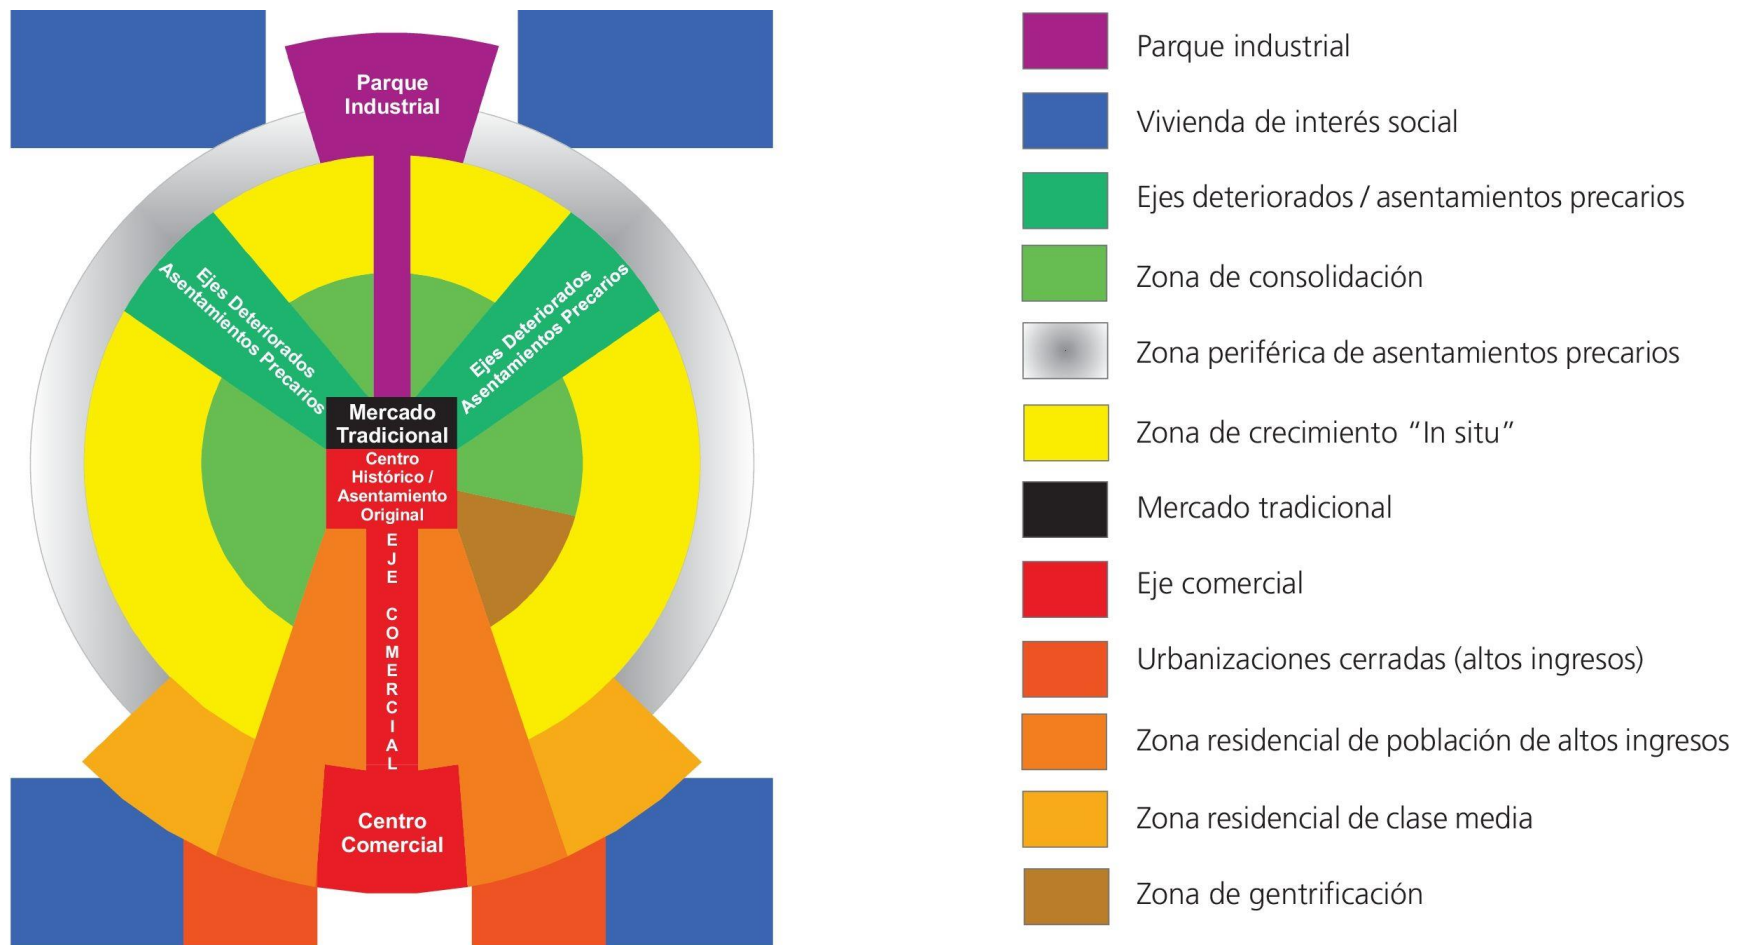 Parque
Industrial
Ejes Deteriorados
Asentamientos Precarios
Ejes Deteriorados
Asentamientos Precarios
Mercado
Tradicional
Centro
Histórico /
Asentamiento
Original
EJE COMERCIAL
Centro
Comercial
Parque industrial
Vivienda de interés social
Ejes deteriorados / asentamientos precarios
Zona de consolidación
Zona periférica de asentamientos precarios
Zona de crecimiento “In situ”
Mercado tradicional
Eje comercial
Urbanizaciones cerradas (altos ingresos)
Zona residencial de población de altos ingresos
Zona residencial de clase media
Zona de gentrificación